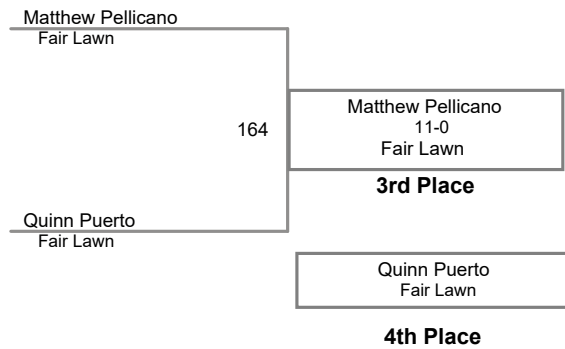 Matthew Pellicano
Fair Lawn
164
Matthew Pellicano
11-0
Fair Lawn
3rd Place
Quinn Puerto
Fair Lawn
Quinn Puerto
Fair Lawn
4th Place